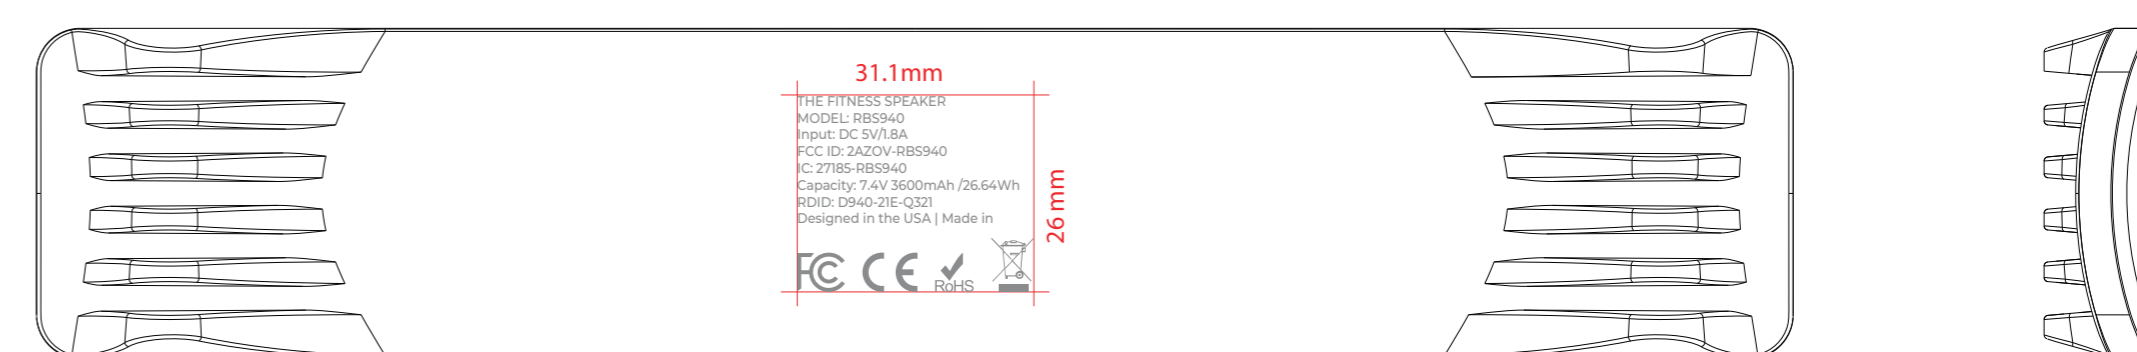 31.1mm
THE FITNESS SPEAKER
MODEL: RBS940
Input: DC 5V/1.8A
FCC ID: 2AZOV-RBS940
IC: 27185-RBS940
Capacity: 7.4V 3600mAh /26.64Wh
RDID: D940-21E-Q321
Designed in the USA | Made in
26 mm
FC CE RoHS